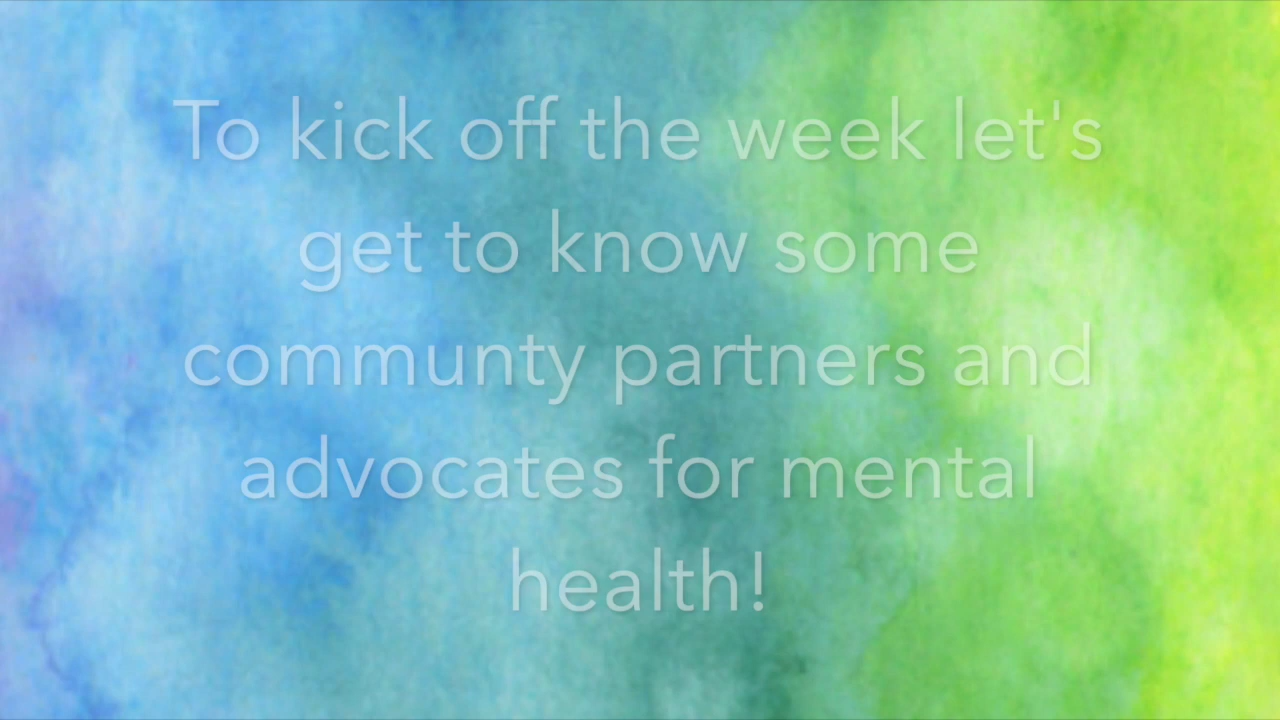 To kick off the week let's
get to know some
communty partners and
advocates for mental
health!